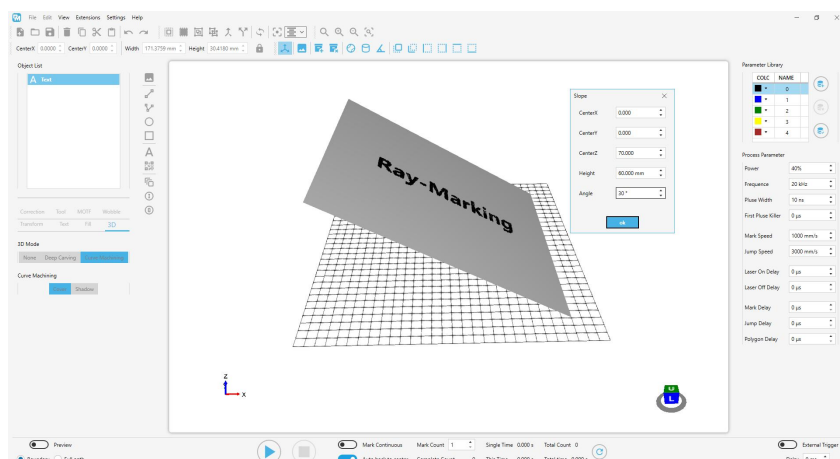 File Edit View Extensions Settings Help
CenterX 0.0000 CenterY 0.0000 Width 171.0759 mm Height 30.4180 mm
Object List
A Text
Correction Tool MOTF Wobble
Transform Text Fill 3D
3D Mode
None Deep Carving Curve Machining
Curve Machining
Shadow
Ray-Marking
Z
X
Slope
CenterX 0.000
CenterY 0.000
CenterZ 70.000
Height 60.000 mm
Angle 30 °
ok
L
Parameter Library
COLC NAME
0
1
2
3
4
Process Parameter
Power 40%
Frequence 20 kHz
Pluse Width 10 ns
First Pluse Killer 0 μs
Mark Speed 1000 mm/s
Jump Speed 3000 mm/s
Laser On Delay 0 μs
Laser Off Delay 0 μs
Mark Delay 0 μs
Jump Delay 0 μs
Polygon Delay 0 μs
Preview
Mark Continuous Mark Count 1 Single Time 0.000 s Total Count 0
External Trigger